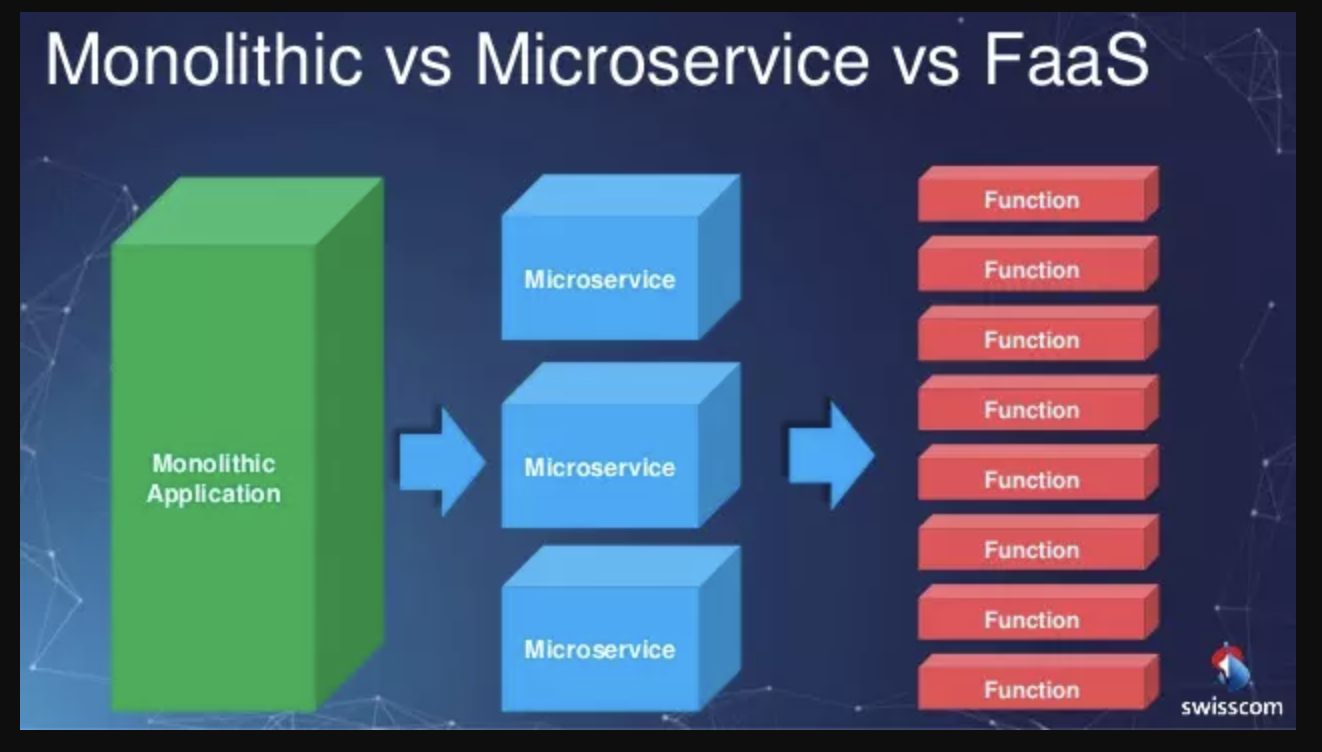 Monolithic vs Microservice vs FaaS
Monolithic
Application
Microservice
Microservice
Microservice
Function
Function
Function
Function
Function
Function
Function
Function
swisscom